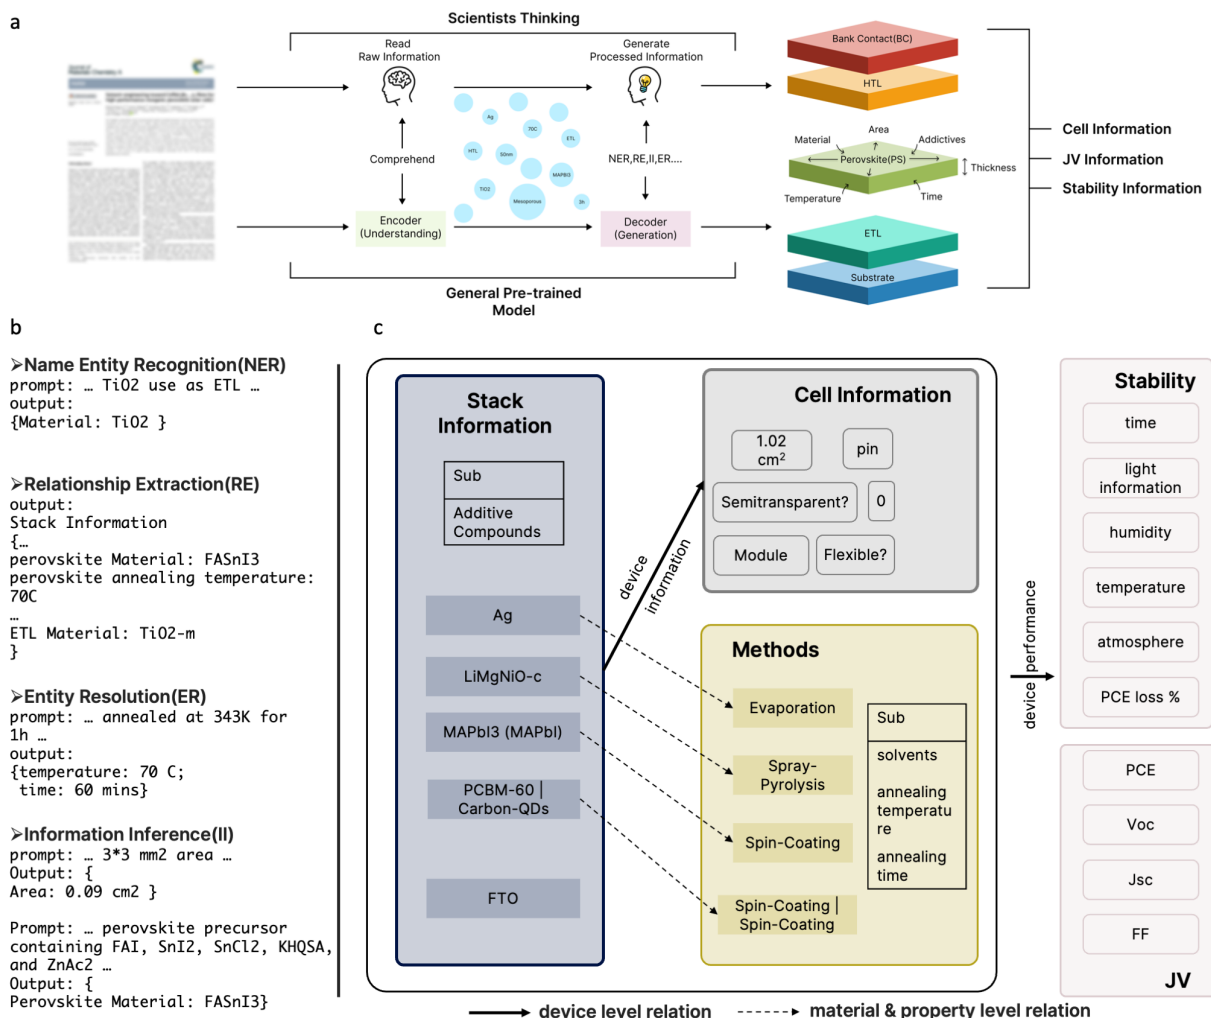 a
Scientists Thinking
Read
Raw Information
Generate
Processed Information
Ag
70C
ETL
HTL
50nm
MAPBI3
TiO2
Mesoporous
3h
Comprehend
NER,RE,II,ER....
Encoder
(Understanding)
Decoder
(Generation)
General Pre-trained
Model
Bank Contact(BC)
HTL
Area
Material
Addictives
Perovskite(PS)
Thickness
Temperature
Time
ETL
Substrate
Cell Information
JV Information
Stability Information
b
➢Name Entity Recognition(NER)
prompt: … TiO2 use as ETL …
output:
{Material: TiO2 }
➢Relationship Extraction(RE)
output:
Stack Information
{…
perovskite Material: FASnI3
perovskite annealing temperature:
70C
…
ETL Material: TiO2-m
}
➢Entity Resolution(ER)
prompt: … annealed at 343K for
1h …
output:
{temperature: 70 C;
time: 60 mins}
➢Information Inference(II)
prompt: … 3*3 mm2 area …
Output: {
Area: 0.09 cm2 }
Prompt: … perovskite precursor
containing FAI, SnI2, SnCl2, KHQSA,
and ZnAc2 …
Output: {
Perovskite Material: FASnI3}
c
Stack
Information
Sub
Additive
Compounds
Ag
LiMgNiO-c
MAPbI3 (MAPbI)
PCBM-60 |
Carbon-QDs
FTO
device
information
Cell Information
1.02
cm²
pin
Semitransparent?
0
Module
Flexible?
Methods
Evaporation
Spray-
Pyrolysis
Spin-Coating
Spin-Coating |
Spin-Coating
Sub
solvents
annealing
temperatu
re
annealing
time
device performance
Stability
time
light
information
humidity
temperature
atmosphere
PCE loss %
PCE
Voc
Jsc
FF
JV
device level relation
material & property level relation